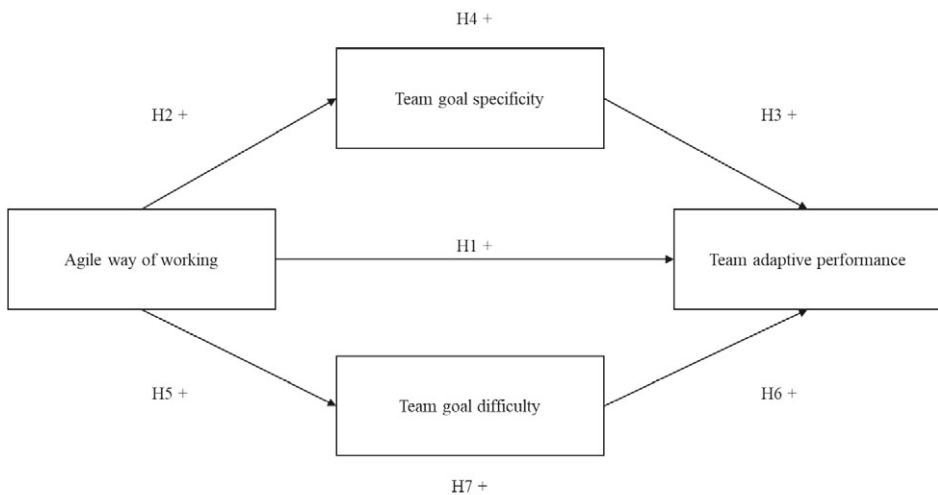 H4 +
Team goal specificity
H2 +
H3 +
Agile way of working
H1 +
Team adaptive performance
Team goal difficulty
H5 +
H6 +
H7 +